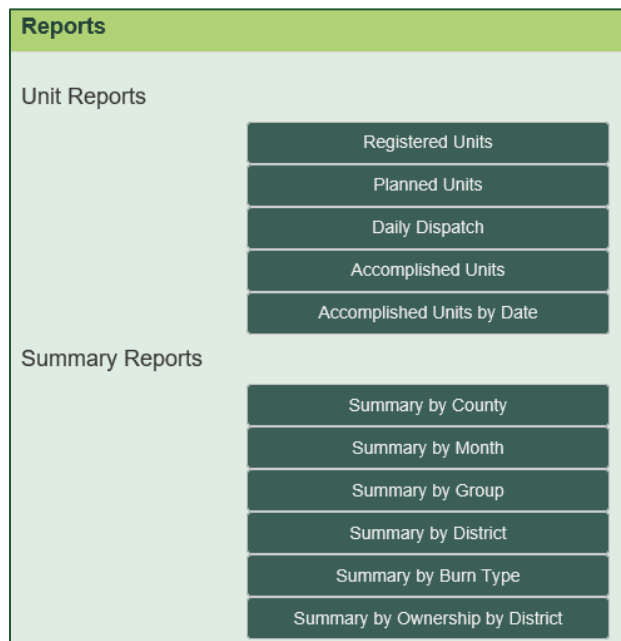 Reports
Unit Reports
Registered Units
Planned Units
Daily Dispatch
Accomplished Units
Accomplished Units by Date
Summary Reports
Summary by County
Summary by Month
Summary by Group
Summary by District
Summary by Burn Type
Summary by Ownership by District